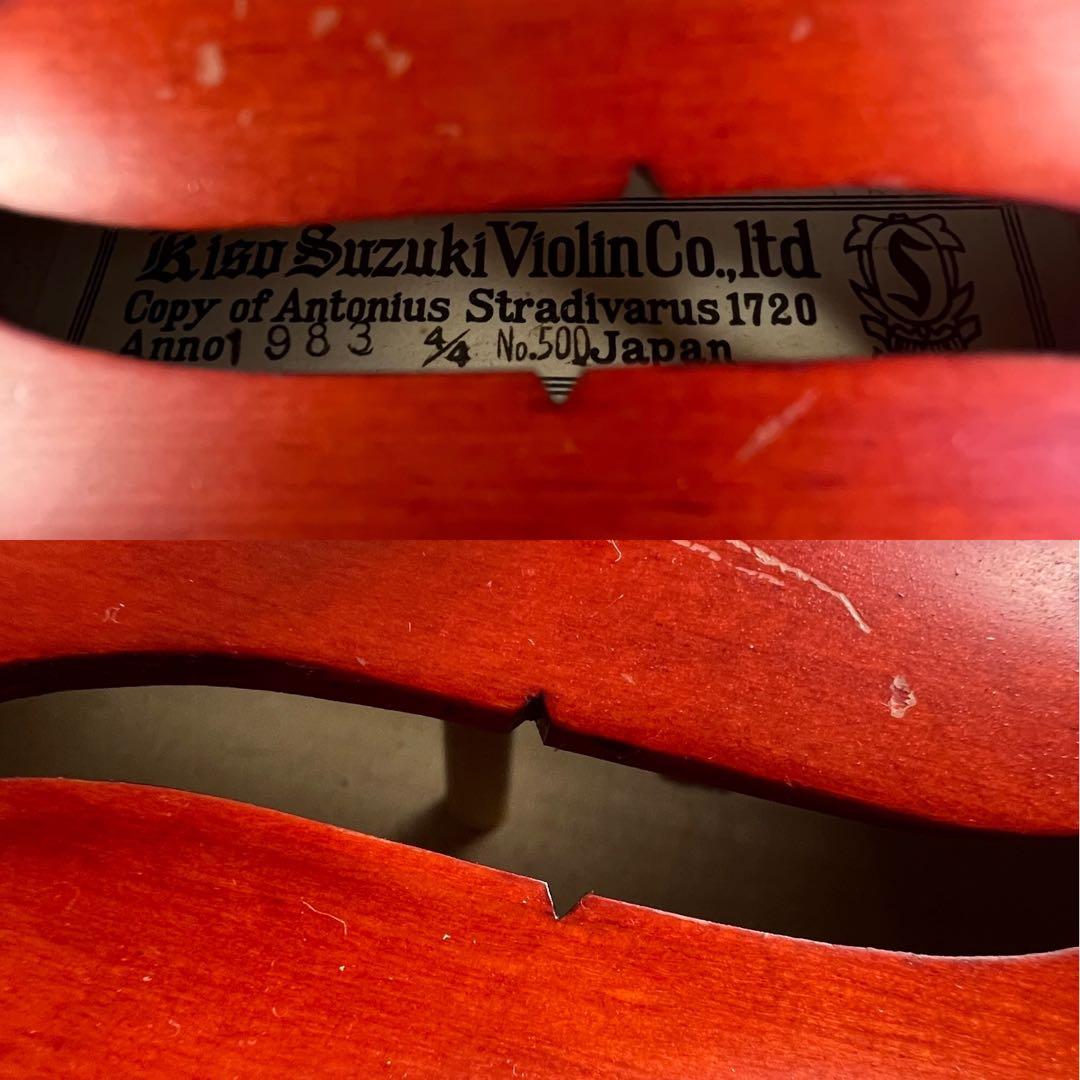 Kiso Suzuki Violin Co., ltd
Copy of Antonius Stradivarus 1720
Anno 1983 4/4 No.500 Japan
S